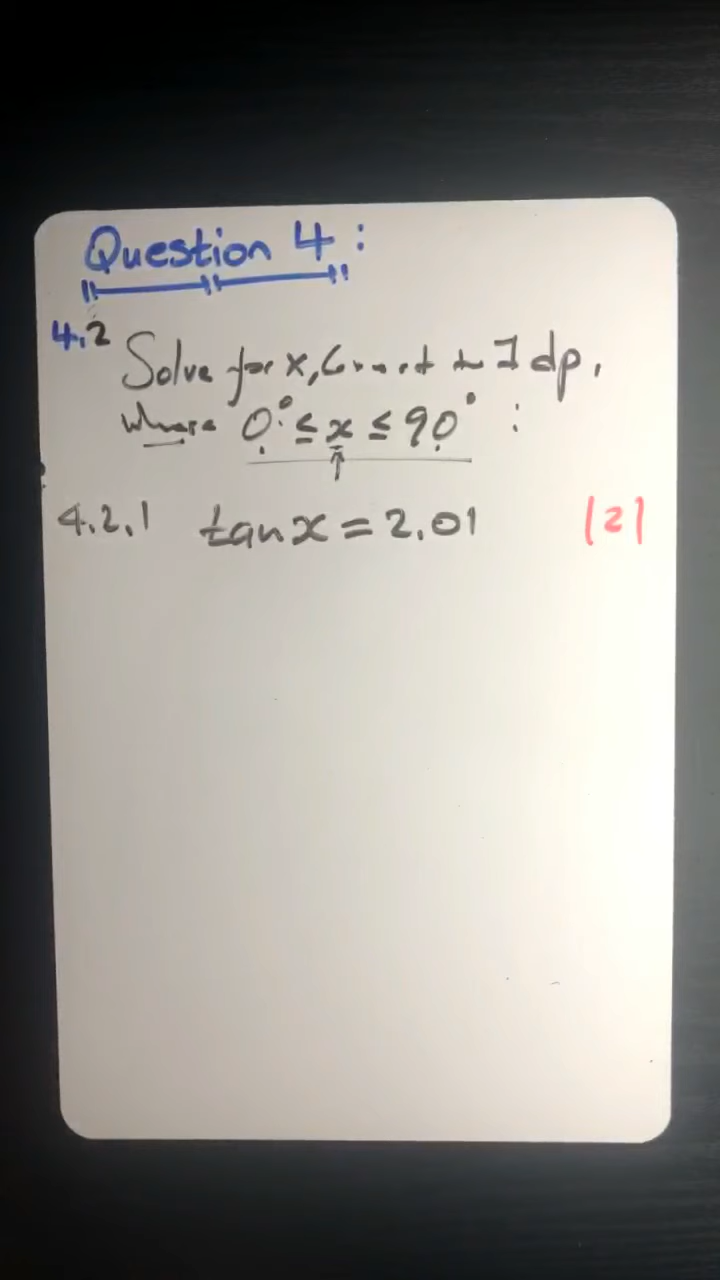 Question 4:
4.2
Solve for x, Correct to 1 dp,
where 0° ≤ x ≤ 90° :
4.2.1 tan x = 2.01 |2|